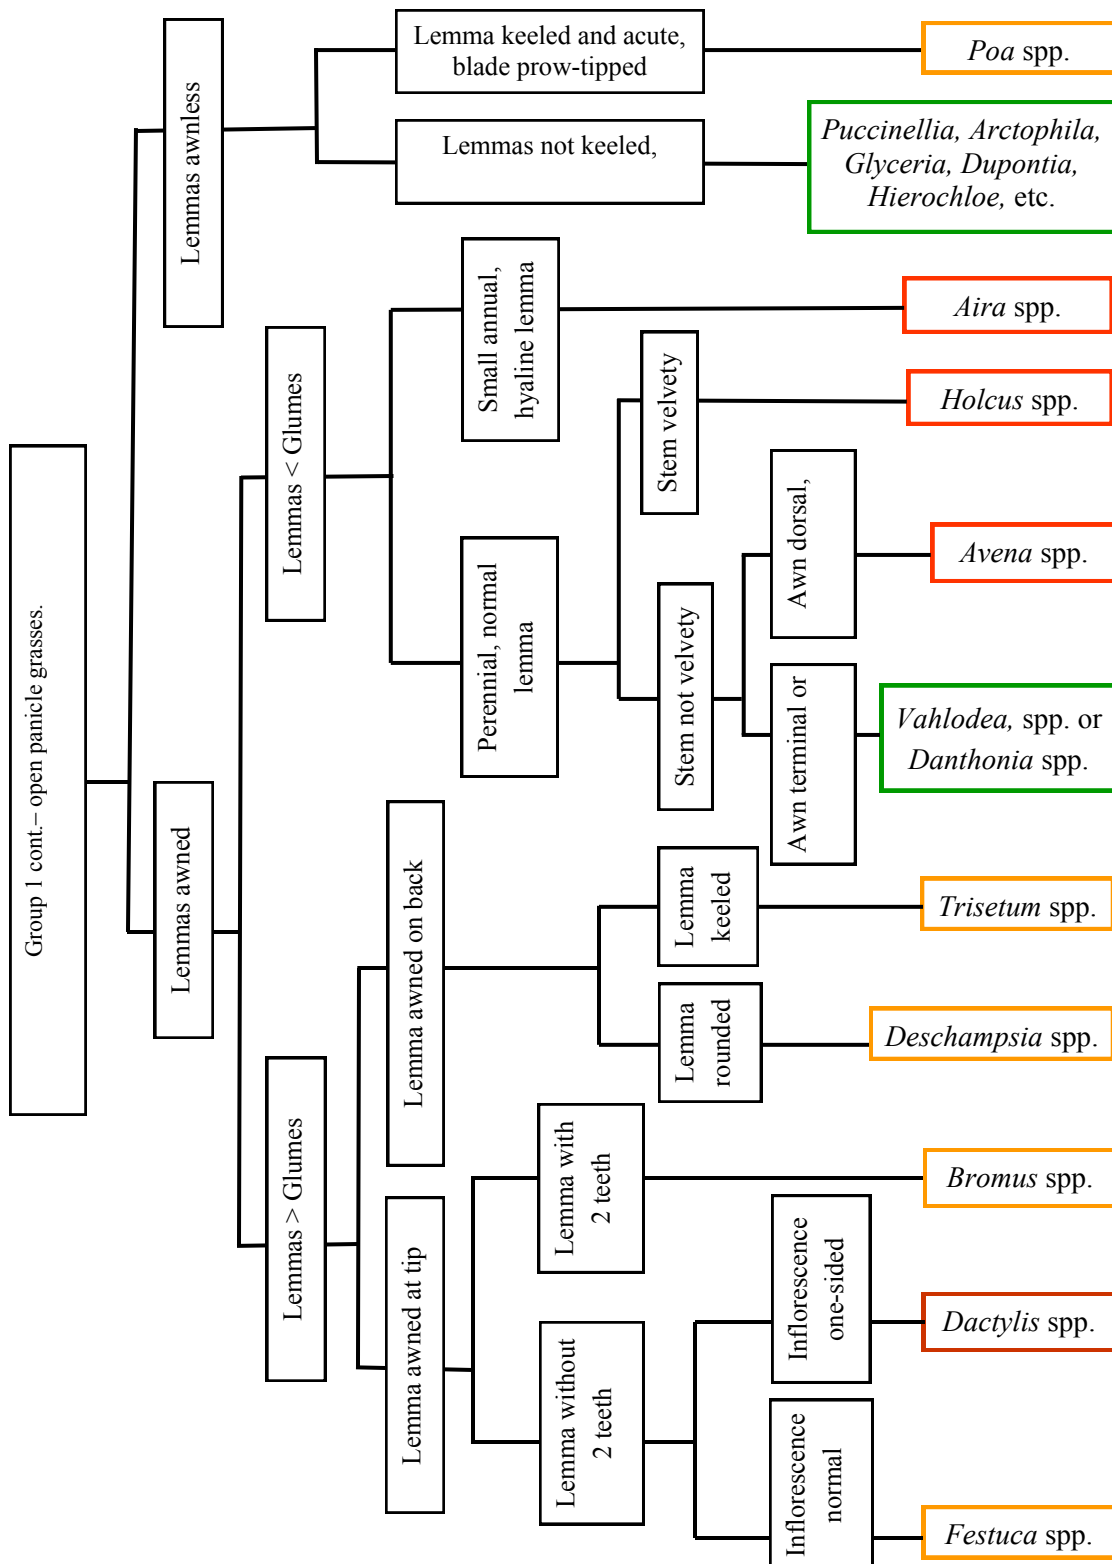 Group 1 cont.– open panicle grasses.
Lemmas awnless
Lemma keeled and acute,
blade prow-tipped
Poa spp.
Lemmas not keeled,
Puccinellia, Arctophila,
Glyceria, Dupontia,
Hierochloe, etc.
Lemmas awned
Lemmas < Glumes
Small annual,
hyaline lemma
Aira spp.
Perennial, normal
lemma
Stem velvety
Holcus spp.
Stem not velvety
Awn dorsal,
Avena spp.
Awn terminal or
Vahlodea, spp. or
Danthonia spp.
Lemmas > Glumes
Lemma awned on back
Lemma
keeled
Trisetum spp.
Lemma
rounded
Deschampsia spp.
Lemma awned at tip
Lemma with
2 teeth
Bromus spp.
Lemma without
2 teeth
Inflorescence
one-sided
Dactylis spp.
Inflorescence
normal
Festuca spp.